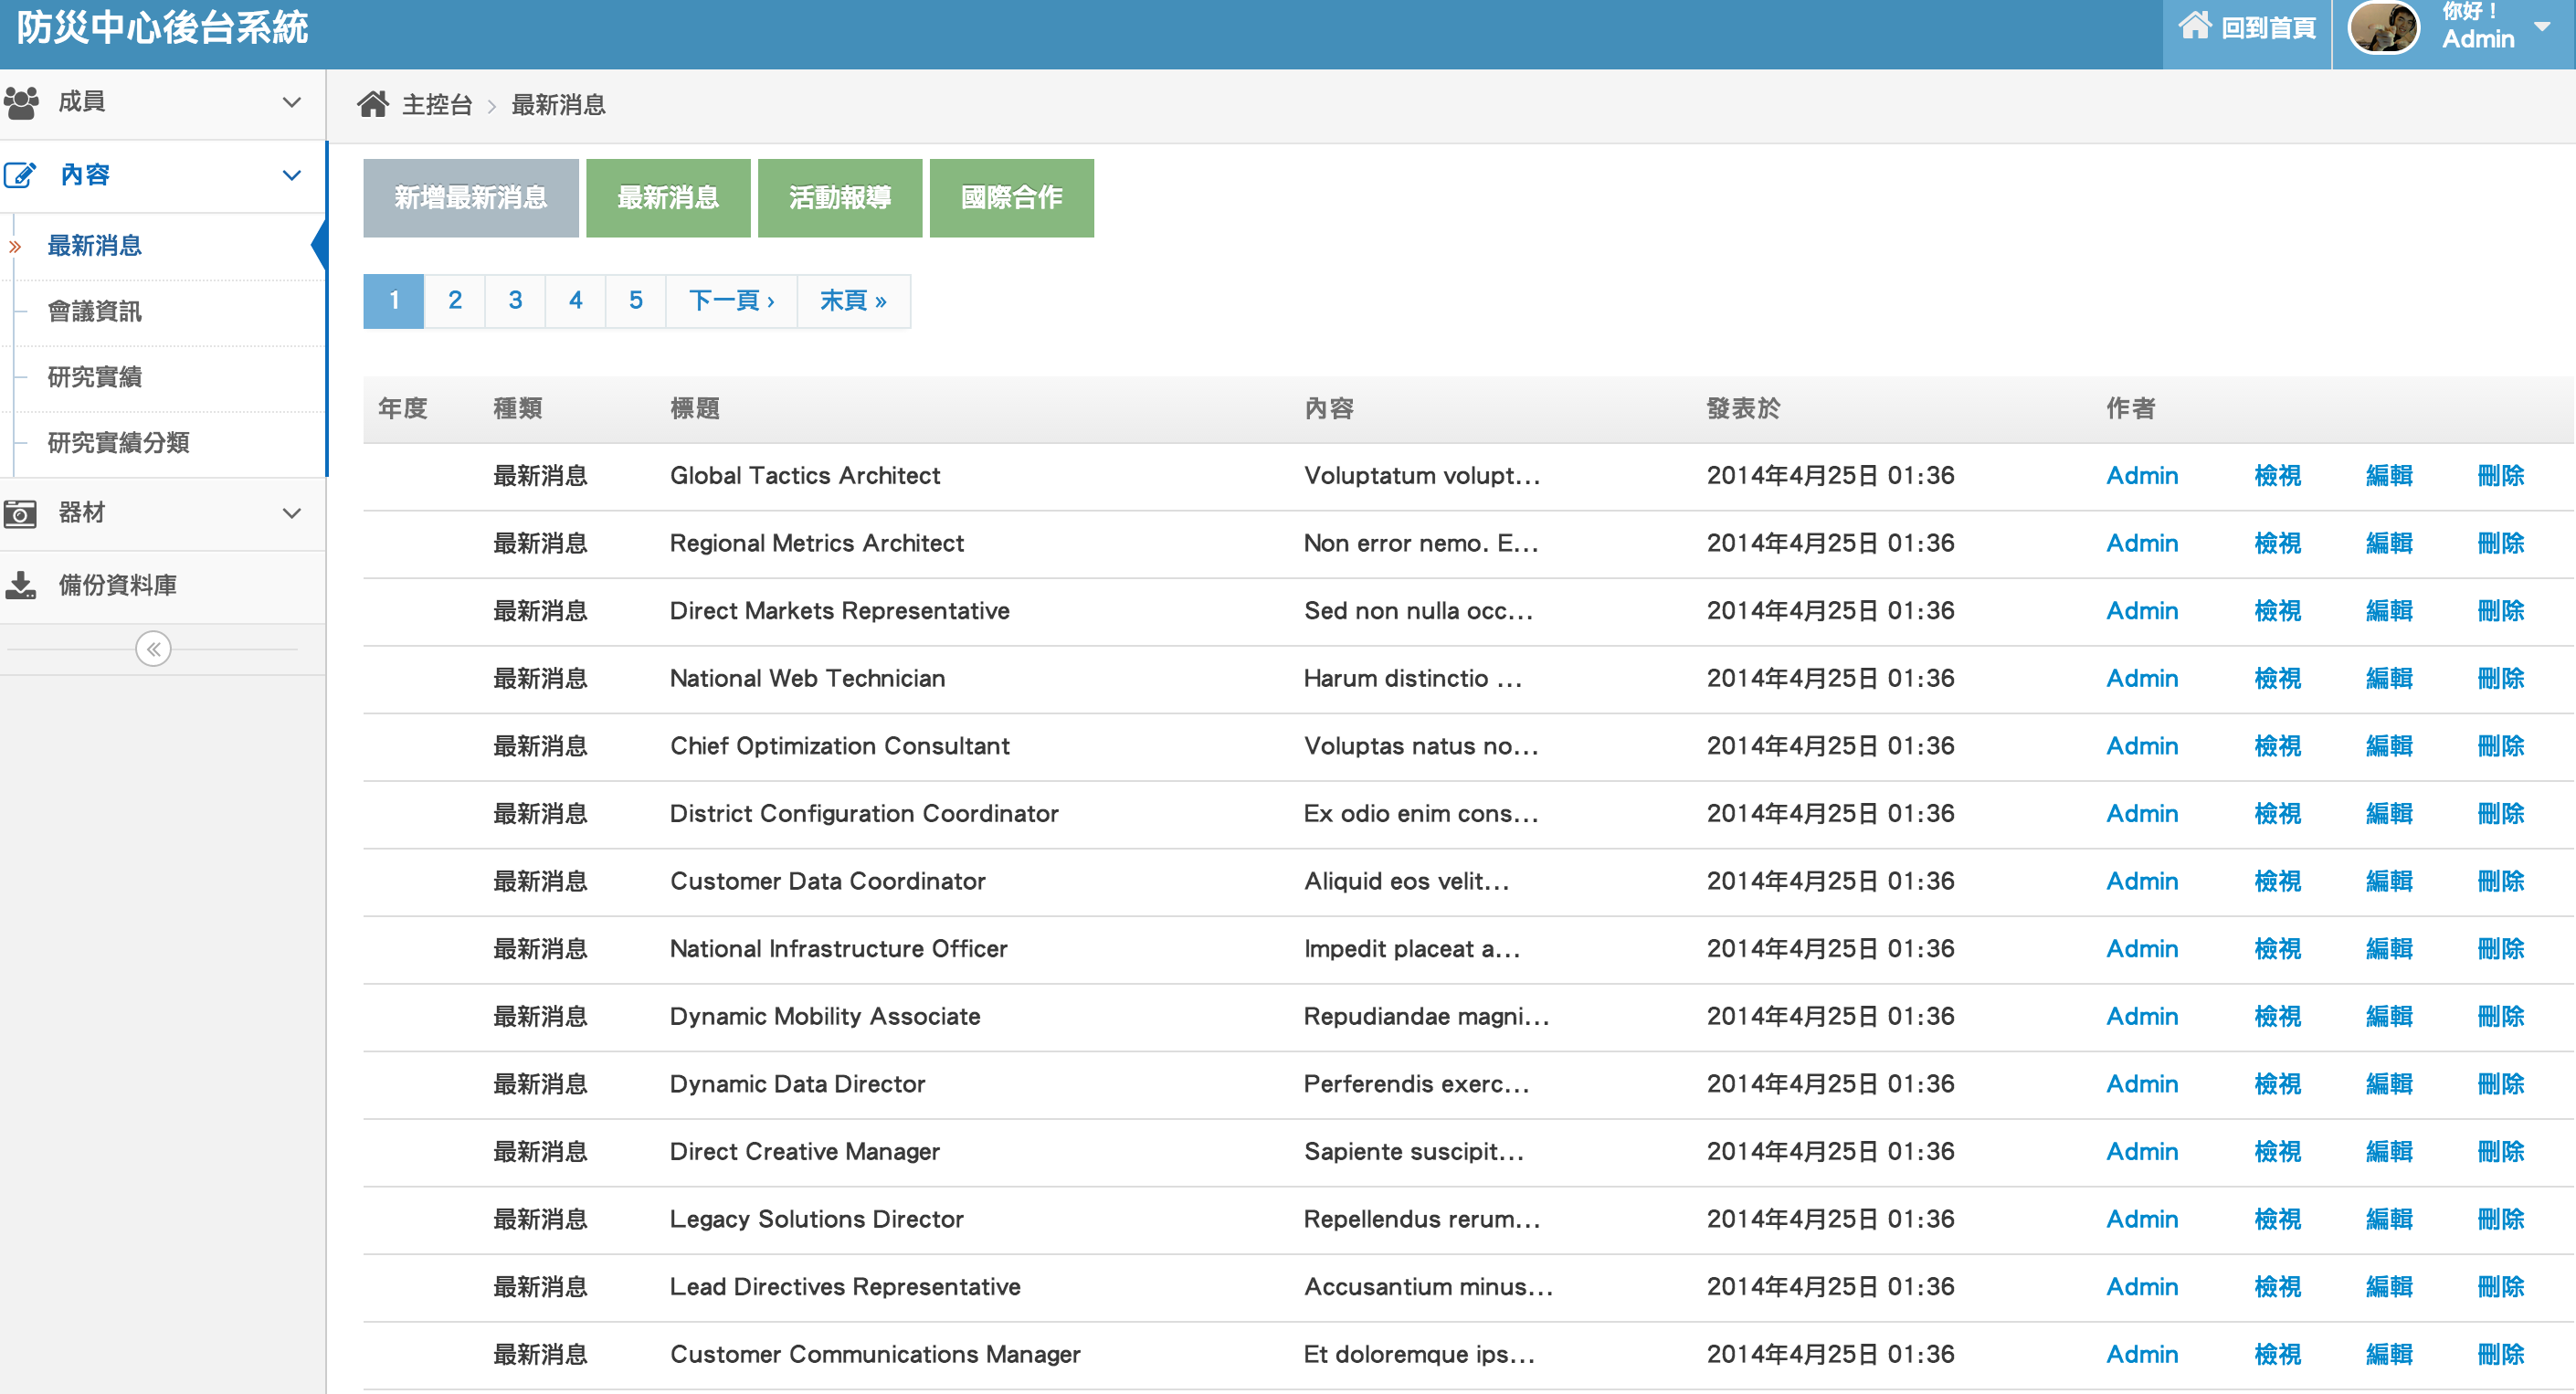 防災中心後台系統
回到首頁
你好！
Admin
成員
內容
最新消息
會議資訊
研究實績
研究實績分類
器材
備份資料庫
主控台 › 最新消息
新增最新消息 最新消息 活動報導 國際合作
1 2 3 4 5 下一頁 › 末頁 »
年度 種類 標題 內容 發表於 作者
最新消息 Global Tactics Architect Voluptatum volupt... 2014年4月25日 01:36 Admin 檢視 編輯 刪除
最新消息 Regional Metrics Architect Non error nemo. E... 2014年4月25日 01:36 Admin 檢視 編輯 刪除
最新消息 Direct Markets Representative Sed non nulla occ... 2014年4月25日 01:36 Admin 檢視 編輯 刪除
最新消息 National Web Technician Harum distinctio ... 2014年4月25日 01:36 Admin 檢視 編輯 刪除
最新消息 Chief Optimization Consultant Voluptas natus no... 2014年4月25日 01:36 Admin 檢視 編輯 刪除
最新消息 District Configuration Coordinator Ex odio enim cons... 2014年4月25日 01:36 Admin 檢視 編輯 刪除
最新消息 Customer Data Coordinator Aliquid eos velit... 2014年4月25日 01:36 Admin 檢視 編輯 刪除
最新消息 National Infrastructure Officer Impedit placeat a... 2014年4月25日 01:36 Admin 檢視 編輯 刪除
最新消息 Dynamic Mobility Associate Repudiandae magni... 2014年4月25日 01:36 Admin 檢視 編輯 刪除
最新消息 Dynamic Data Director Perferendis exerc... 2014年4月25日 01:36 Admin 檢視 編輯 刪除
最新消息 Direct Creative Manager Sapiente suscipit... 2014年4月25日 01:36 Admin 檢視 編輯 刪除
最新消息 Legacy Solutions Director Repellendus rerum... 2014年4月25日 01:36 Admin 檢視 編輯 刪除
最新消息 Lead Directives Representative Accusantium minus... 2014年4月25日 01:36 Admin 檢視 編輯 刪除
最新消息 Customer Communications Manager Et doloremque ips... 2014年4月25日 01:36 Admin 檢視 編輯 刪除